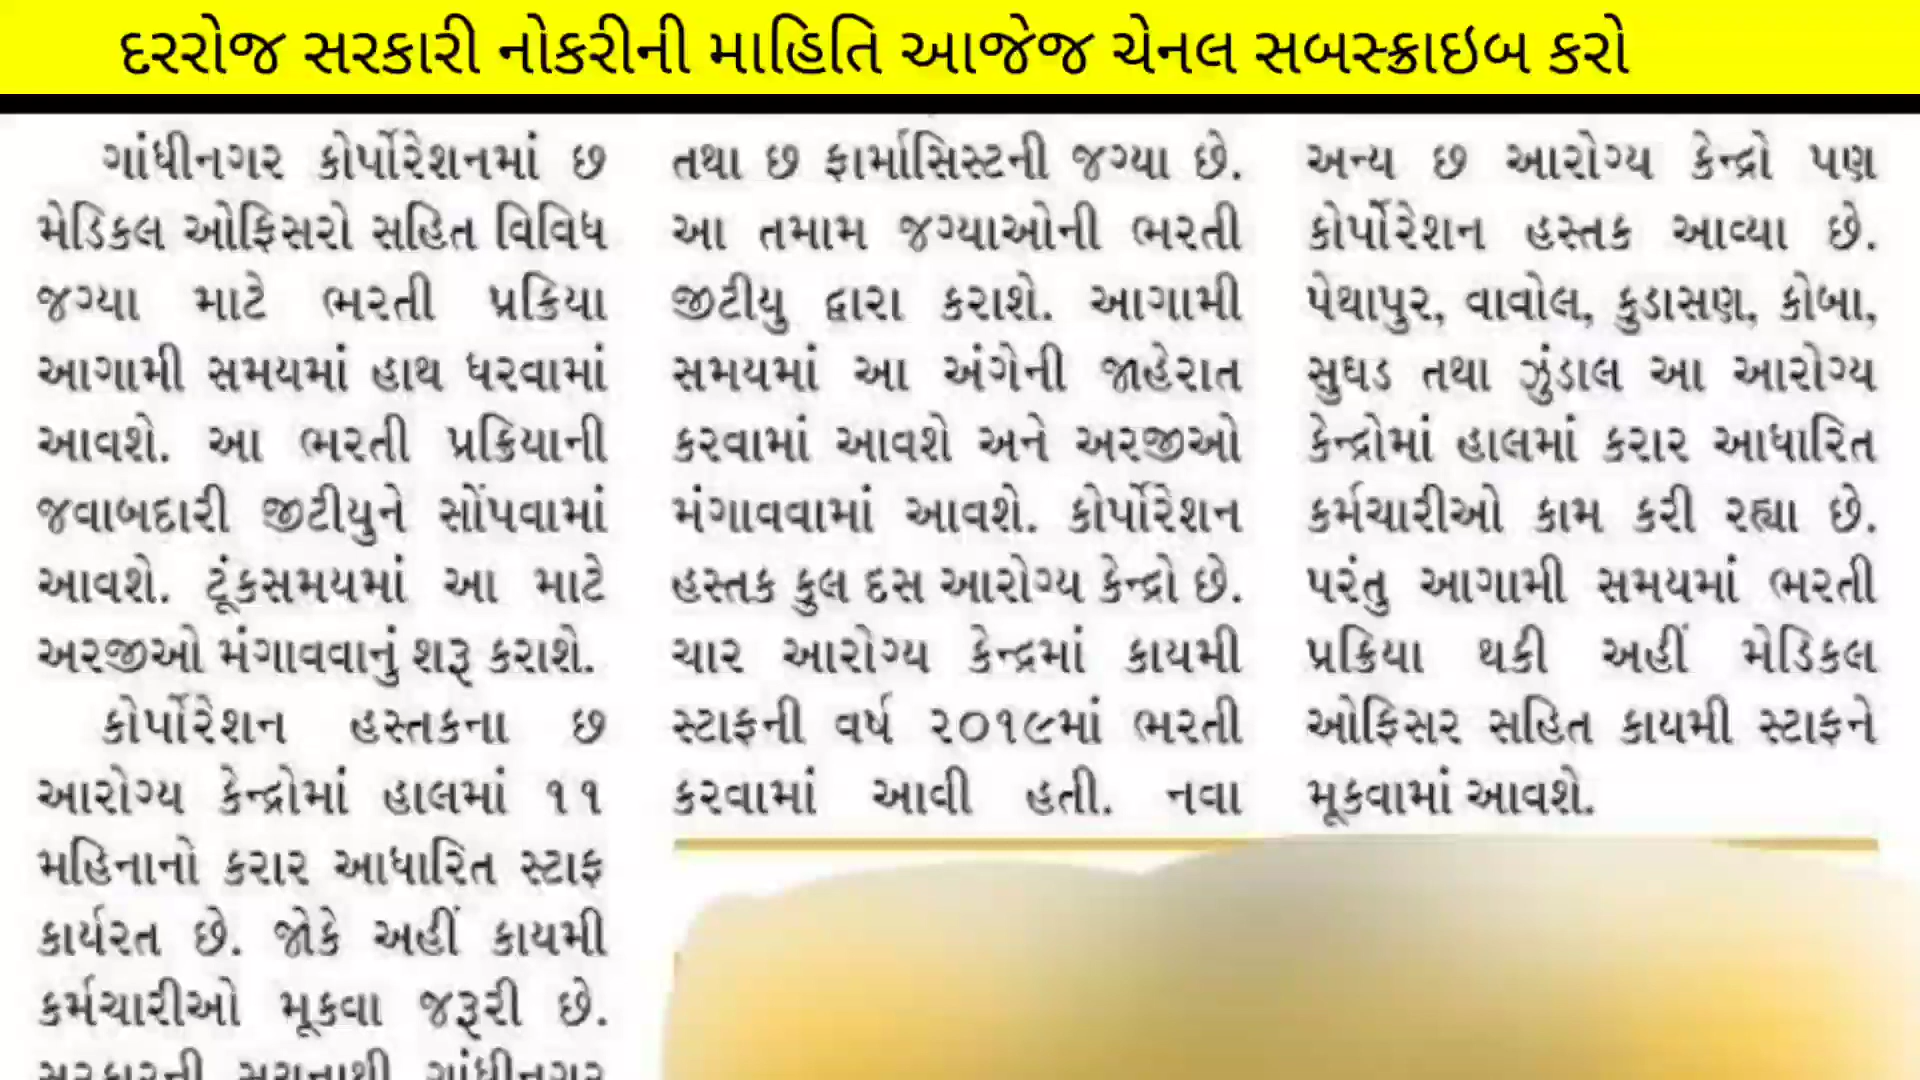 દરરોજ સરકારી નોકરીની માહિતિ આજેજ ચેનલ સબસ્ક્રાઇબ કરો
ગાંધીનગર કોર્પોરેશનમાં છ
મેડિકલ ઓફિસરો સહિત વિવિધ
જગ્યા માટે ભરતી પ્રક્રિયા
આગામી સમયમાં હાથ ધરવામાં
આવશે. આ ભરતી પ્રક્રિયાની
જવાબદારી જીટીયુને સોંપવામાં
આવશે. ટૂંકસમયમાં આ માટે
અરજીઓ મંગાવવાનું શરૂ કરાશે.
કોર્પોરેશન હસ્તકના છ
આરોગ્ય કેન્દ્રોમાં હાલમાં ૧૧
મહિનાનો કરાર આધારિત સ્ટાફ
કાર્યરત છે. જોકે અહીં કાયમી
કર્મચારીઓ મૂકવા જરૂરી છે.
ગાંધીનગર
તથા છ ફાર્માસિસ્ટની જગ્યા છે.
આ તમામ જગ્યાઓની ભરતી
જીટીયુ દ્વારા કરાશે. આગામી
સમયમાં આ અંગેની જાહેરાત
કરવામાં આવશે અને અરજીઓ
મંગાવવામાં આવશે. કોર્પોરેશન
હસ્તક કુલ દસ આરોગ્ય કેન્દ્રો છે.
ચાર આરોગ્ય કેન્દ્રમાં કાયમી
સ્ટાફની વર્ષ ૨૦૧૯માં ભરતી
કરવામાં આવી હતી. નવા
અન્ય છ આરોગ્ય કેન્દ્રો પણ
કોર્પોરેશન હસ્તક આવ્યા છે.
પેથાપુર, વાવોલ, કુડાસણ, કોબા,
સુઘડ તથા ઝુંડાલ આ આરોગ્ય
કેન્દ્રોમાં હાલમાં કરાર આધારિત
કર્મચારીઓ કામ કરી રહ્યા છે.
પરંતુ આગામી સમયમાં ભરતી
પ્રક્રિયા થકી અહીં મેડિકલ
ઓફિસર સહિત કાયમી સ્ટાફને
મૂકવામાં આવશે.